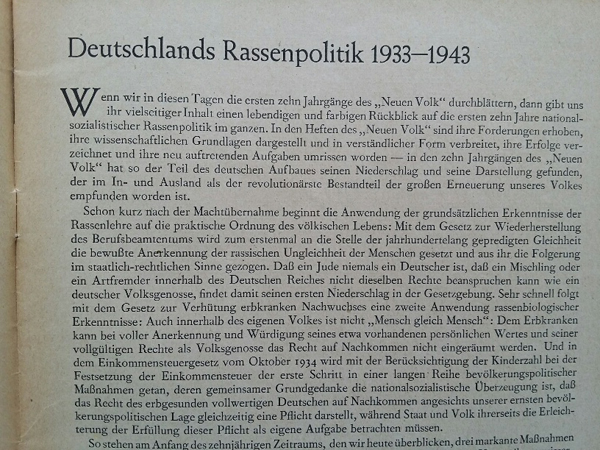 Deutschlands Rassenpolitik 1933—1943
Wenn wir in diesen Tagen die ersten zehn Jahrgänge des „Neuen Volk“ durchblättern, dann gibt uns
ihr vielseitiger Inhalt einen lebendigen und farbigen Rückblick auf die ersten zehn Jahre national-
sozialistischer Rassenpolitik im ganzen. In den Heften des „Neuen Volk“ sind ihre Forderungen erhoben,
ihre wissenschaftlichen Grundlagen dargestellt und in verständlicher Form verbreitet, ihre Erfolge ver-
zeichnet und ihre neu auftretenden Aufgaben umrissen worden — in den zehn Jahrgängen des „Neuen
Volk“ hat so der Teil des deutschen Aufbaues seinen Niederschlag und seine Darstellung gefunden,
der im In- und Ausland als der revolutionärste Bestandteil der großen Erneuerung unseres Volkes
empfunden worden ist.
Schon kurz nach der Machtübernahme beginnt die Anwendung der grundsätzlichen Erkenntnisse der
Rassenlehre auf die praktische Ordnung des völkischen Lebens: Mit dem Gesetz zur Wiederherstellung
des Berufsbeamtentums wird zum erstenmal an die Stelle der jahrhundertelang gepredigten Gleichheit
die bewußte Anerkennung der rassischen Ungleichheit der Menschen gesetzt und aus ihr die Folgerung
im staatlich-rechtlichen Sinne gezogen. Daß ein Jude niemals ein Deutscher ist, daß ein Mischling oder
ein Artfremder innerhalb des Deutschen Reiches nicht dieselben Rechte beanspruchen kann wie ein
deutscher Volksgenosse, findet damit seinen ersten Niederschlag in der Gesetzgebung. Sehr schnell folgt
mit dem Gesetz zur Verhütung erbkranken Nachwuchses eine zweite Anwendung rassenbiologischer
Erkenntnisse: Auch innerhalb des eigenen Volkes ist nicht „Mensch gleich Mensch“: Dem Erbkranken
kann bei voller Anerkennung und Würdigung seines etwa vorhandenen persönlichen Wertes und seiner
vollgültigen Rechte als Volksgenosse das Recht auf Nachkommen nicht eingeräumt werden. Und in
dem Einkommensteuergesetz vom Oktober 1934 wird mit der Berücksichtigung der Kinderzahl bei der
Festsetzung der Einkommensteuer der erste Schritt in einer langen Reihe bevölkerungspolitischer
Maßnahmen getan, deren gemeinsamer Grundgedanke die nationalsozialistische Überzeugung ist, daß
das Recht des erbgesunden vollwertigen Deutschen auf Nachkommen angesichts unserer ernsten bevöl-
kerungspolitischen Lage gleichzeitig eine Pflicht darstellt, während Staat und Volk ihrerseits die Erleich-
terung der Erfüllung dieser Pflicht als eigene Aufgabe betrachten müssen.
So stehen am Anfang des zehnjährigen Zeitraums, den wir heute überblicken, drei markante Maßnahmen